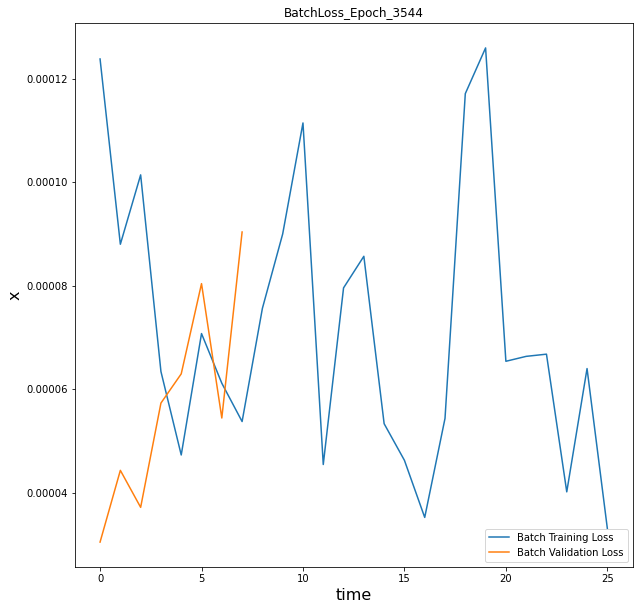 BatchLoss_Epoch_3544
0.00012
0.00010
0.00008
0.00006
0.00004
x
0
5
10
15
20
25
time
Batch Training Loss
Batch Validation Loss